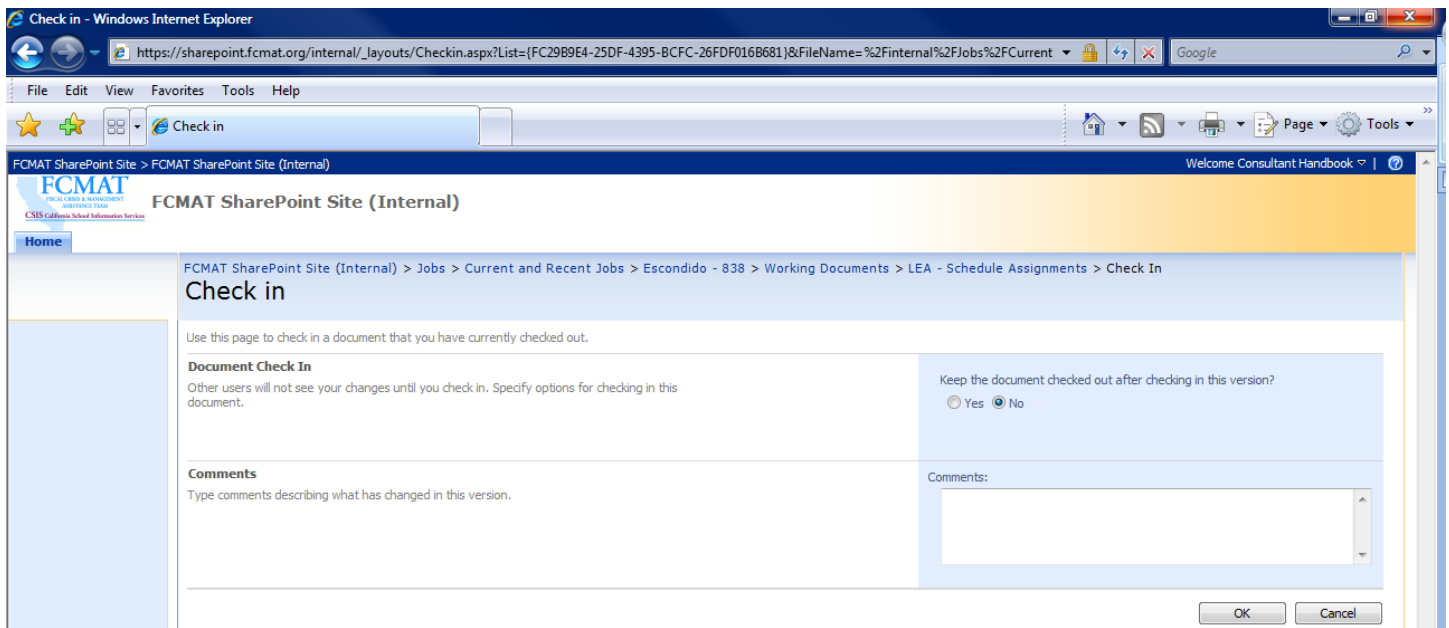 Check in - Windows Internet Explorer
https://sharepoint.fcmat.org/internal/_layouts/Checkin.aspx?List={FC29B9E4-25DF-4395-BCFC-26FDF016B681}&FileName=%2Finternal%2FJobs%2FCurrent
Google
File Edit View Favorites Tools Help
Check in
Page Tools
FCMAT SharePoint Site > FCMAT SharePoint Site (Internal)
Welcome Consultant Handbook
FCMAT
FISCAL CRISIS & MANAGEMENT
ASSISTANCE TEAM
CSIS California School Information Services
FCMAT SharePoint Site (Internal)
Home
FCMAT SharePoint Site (Internal) > Jobs > Current and Recent Jobs > Escondido - 838 > Working Documents > LEA - Schedule Assignments > Check In
Check in
Use this page to check in a document that you have currently checked out.
Document Check In
Other users will not see your changes until you check in. Specify options for checking in this
document.
Keep the document checked out after checking in this version?
Yes No
Comments
Type comments describing what has changed in this version.
Comments:
OK Cancel